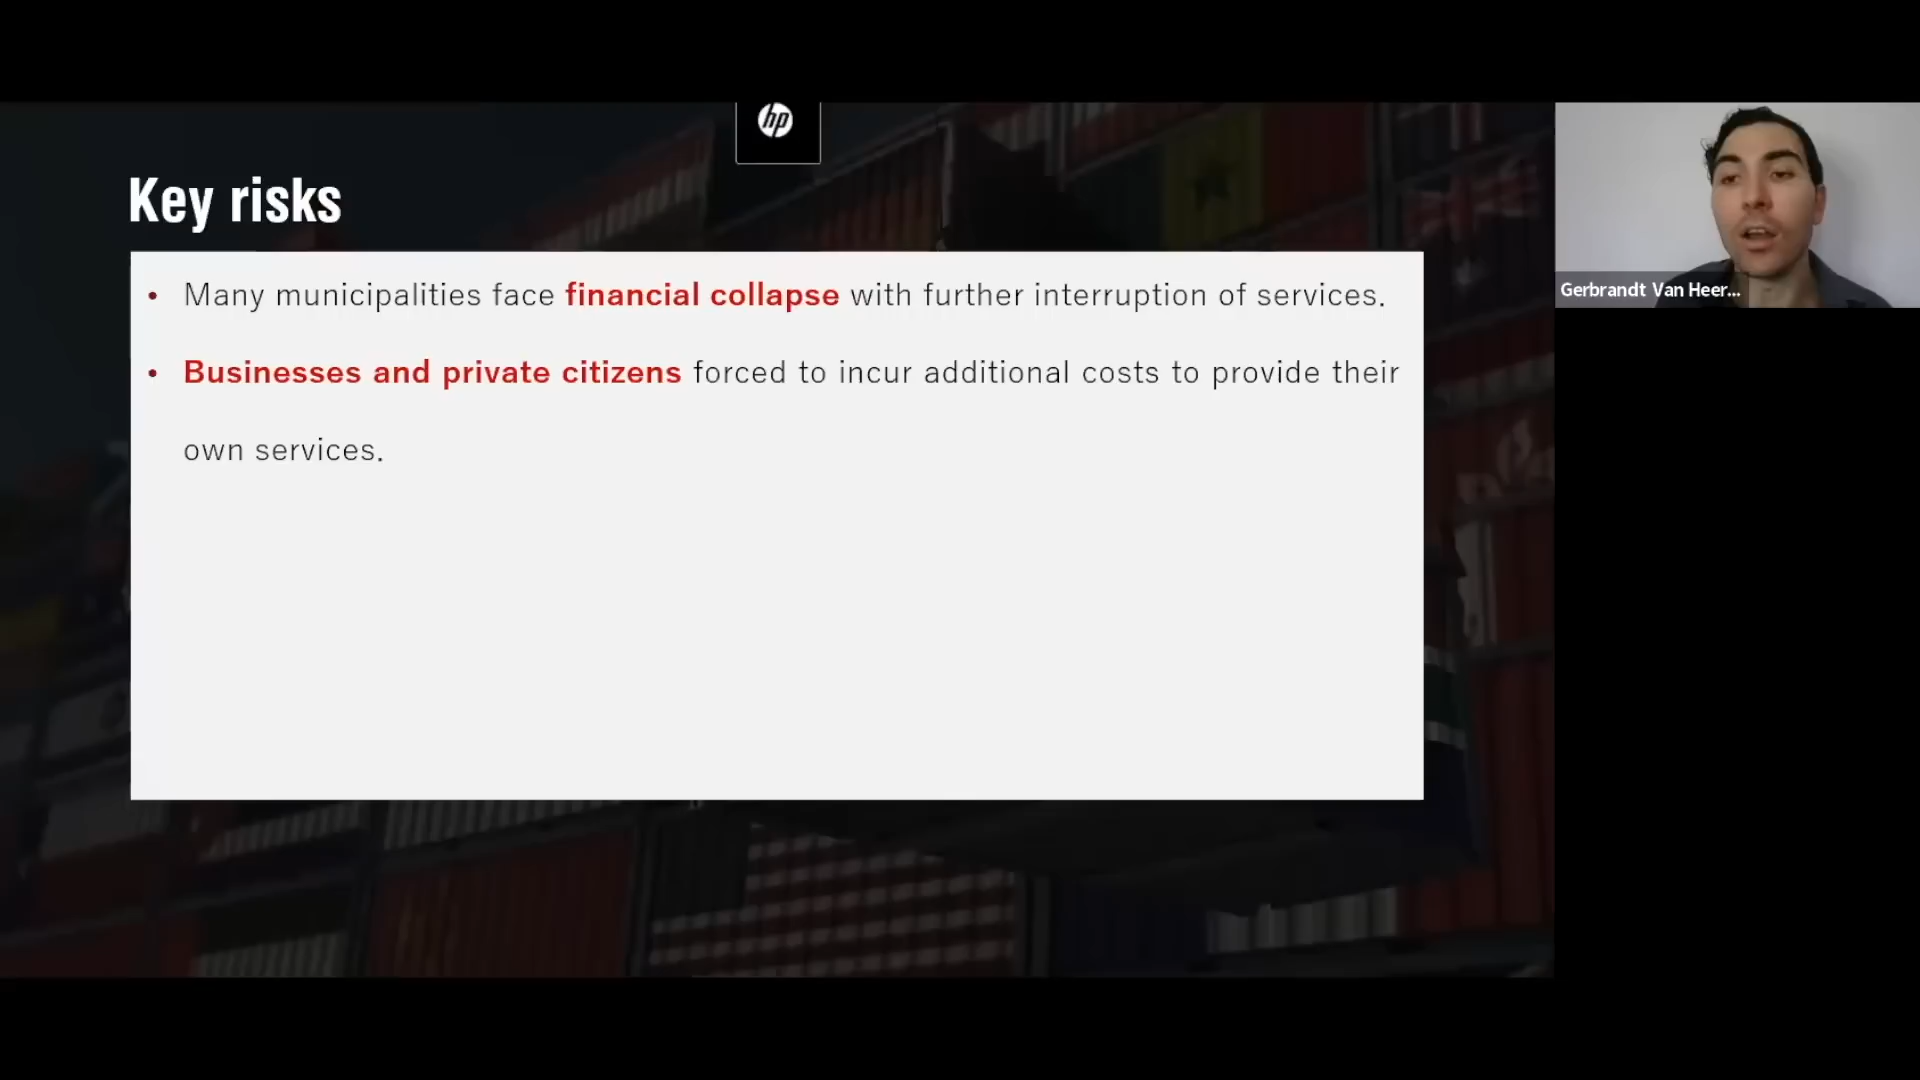 hp
Key risks
• Many municipalities face financial collapse with further interruption of services.
• Businesses and private citizens forced to incur additional costs to provide their
own services.
Gerbrandt Van Heer...